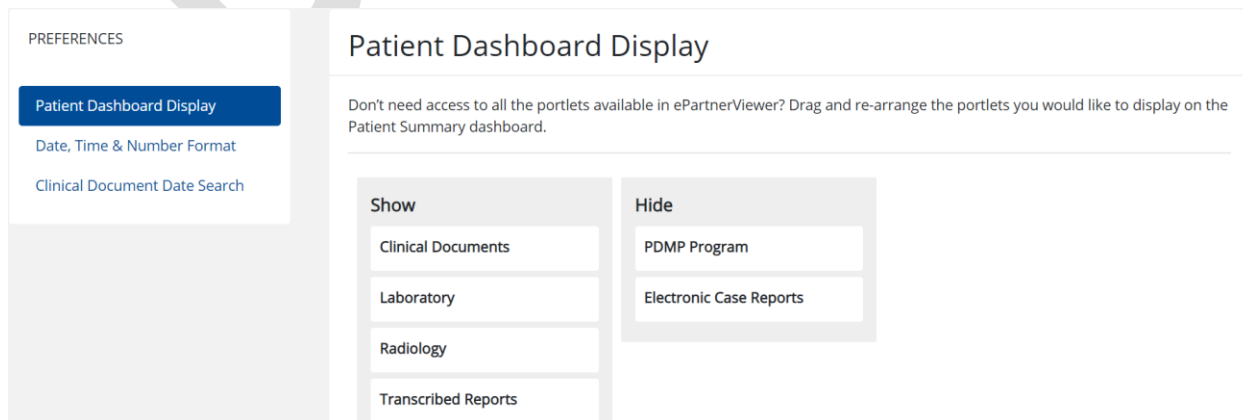 PREFERENCES
Patient Dashboard Display
Date, Time & Number Format
Clinical Document Date Search
Patient Dashboard Display
Don't need access to all the portlets available in ePartnerViewer? Drag and re-arrange the portlets you would like to display on the
Patient Summary dashboard.
Show
Clinical Documents
Laboratory
Radiology
Transcribed Reports
Hide
PDMP Program
Electronic Case Reports